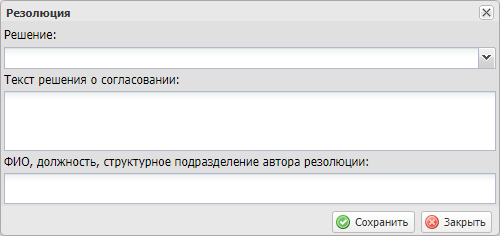 Резолюция
Решение:
Текст решения о согласовании:
ФИО, должность, структурное подразделение автора резолюции:
Сохранить Закрыть